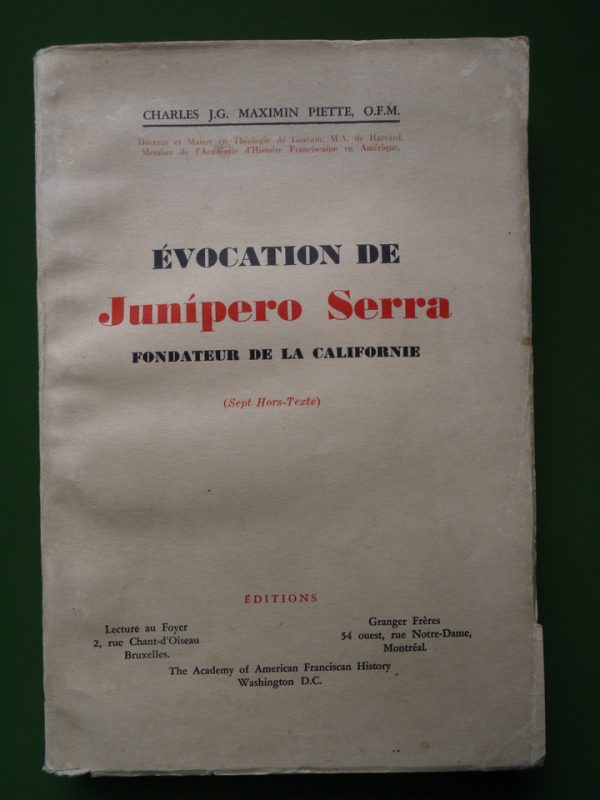 CHARLES J.G. MAXIMIN PIETTE, O.F.M.
Docteur et Maître en Théologie de Louvain, M.A. de Harvard,
Membre de l'Académie d'Histoire Franciscaine en Amérique.
ÉVOCATION DE
Junípero Serra
FONDATEUR DE LA CALIFORNIE
(Sept Hors-Texte)
ÉDITIONS
Lecture au Foyer
2, rue Chant-d'Oiseau
Bruxelles.
Granger Frères
54 ouest, rue Notre-Dame,
Montréal.
The Academy of American Franciscan History
Washington D.C.